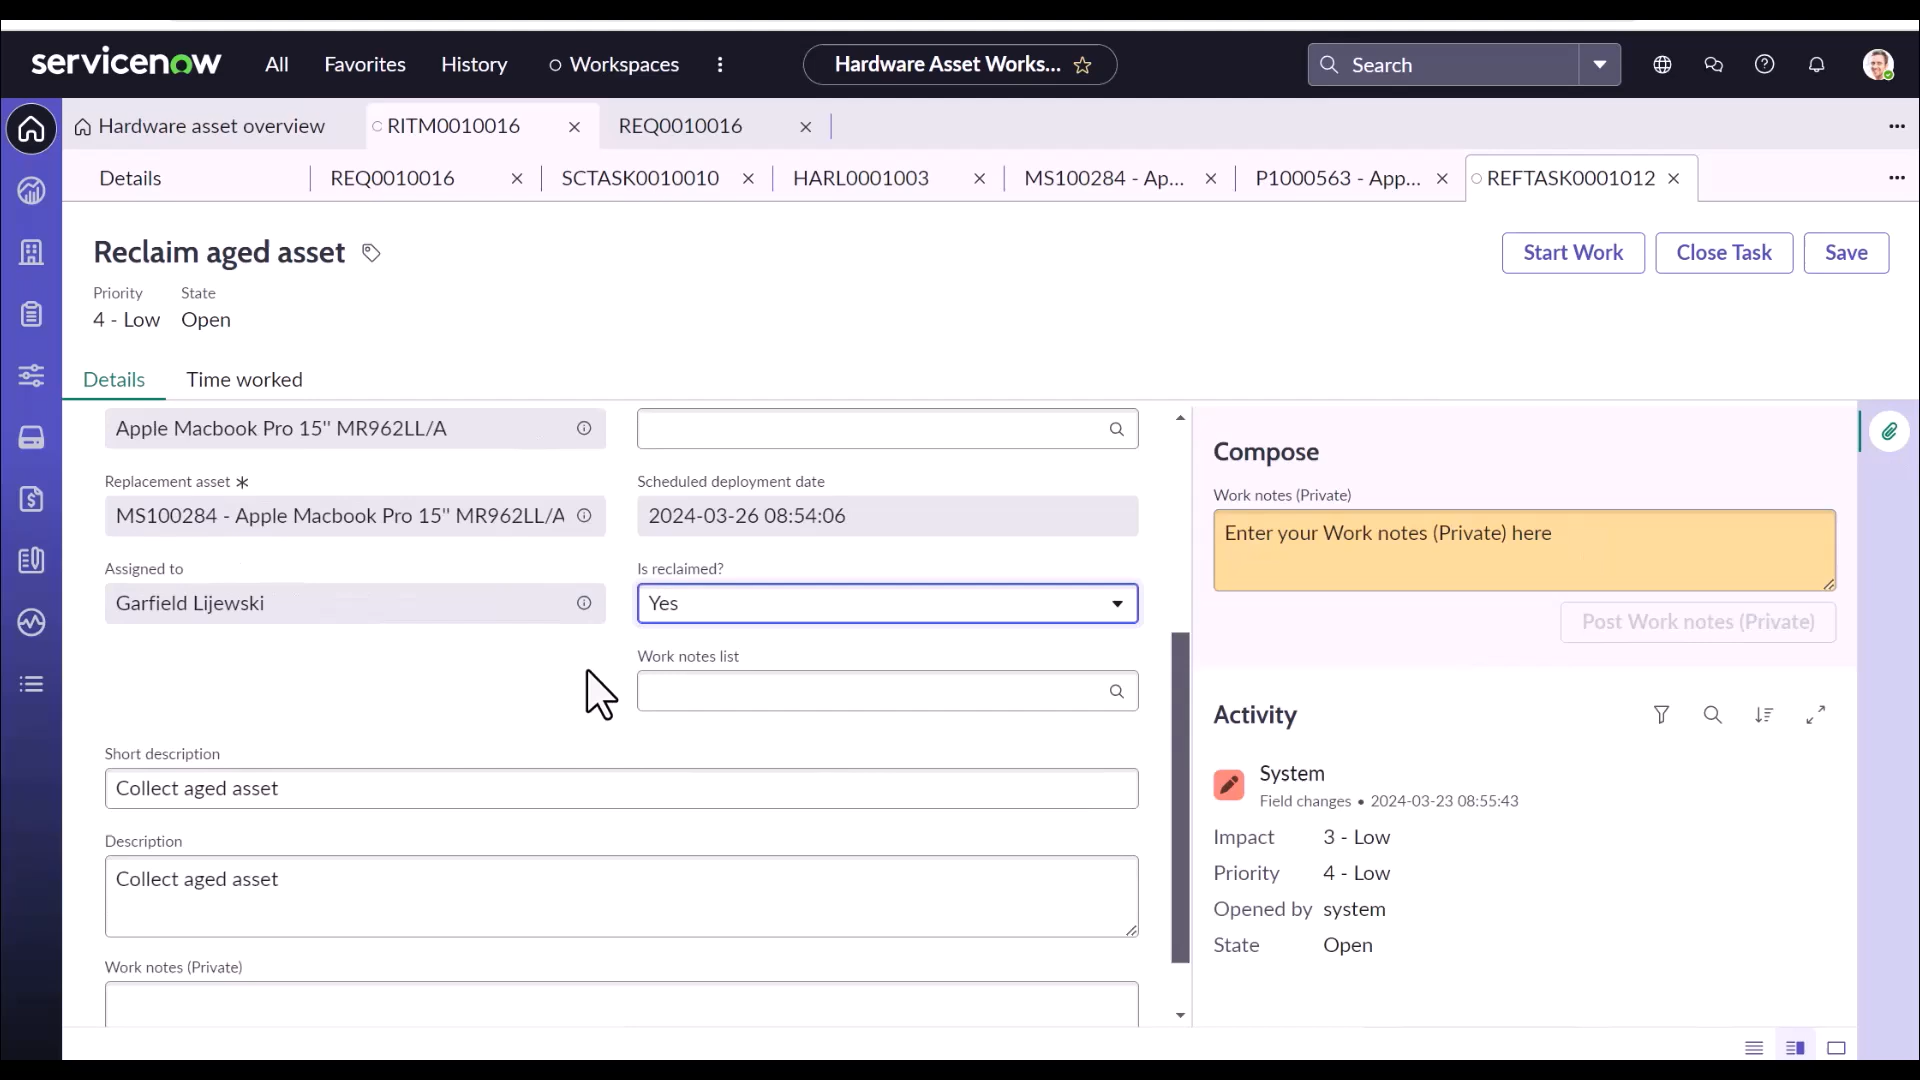 servicenow All Favorites History Workspaces Hardware Asset Works... Search
Hardware asset overview RITM0010016 REQ0010016
Details REQ0010016 SCTASK0010010 HARL0001003 MS100284 - Ap... P1000563 - App... REFTASK0001012
Reclaim aged asset Start Work Close Task Save
Priority State
4 - Low Open
Details Time worked
Apple Macbook Pro 15" MR962LL/A
Replacement asset * Scheduled deployment date
MS100284 - Apple Macbook Pro 15" MR962LL/A 2024-03-26 08:54:06
Assigned to Is reclaimed?
Garfield Lijewski Yes
Work notes list
Short description
Collect aged asset
Description
Collect aged asset
Work notes (Private)
Compose
Work notes (Private)
Enter your Work notes (Private) here
Post Work notes (Private)
Activity
System
Field changes • 2024-03-23 08:55:43
Impact 3 - Low
Priority 4 - Low
Opened by system
State Open